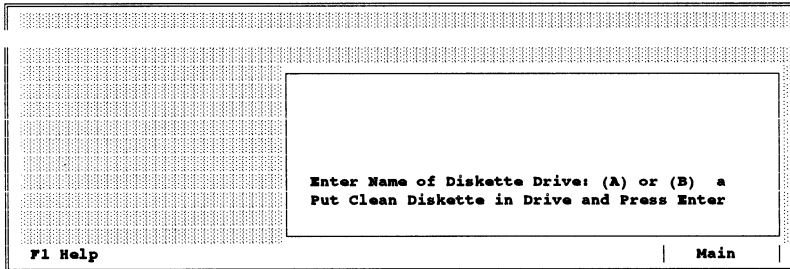 Enter Name of Diskette Drive: (A) or (B) a
Put Clean Diskette in Drive and Press Enter
F1 Help
Main